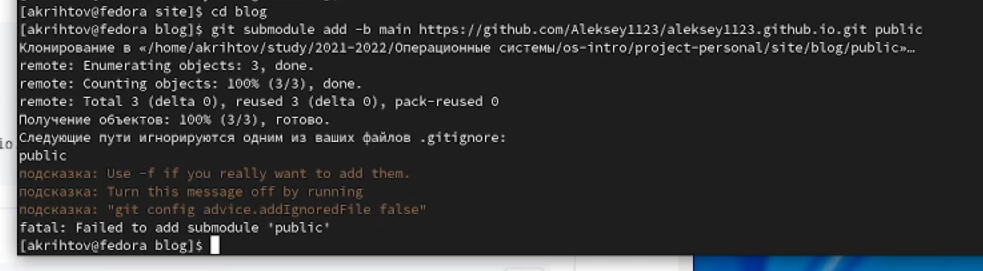 [akrihtov@fedora site]$ cd blog
[akrihtov@fedora blog]$ git submodule add -b main https://github.com/Aleksey1123/aleksey1123.github.io.git public
Клонирование в «/home/akrihtov/study/2021-2022/Операционные системы/os-intro/project-personal/site/blog/public»…
remote: Enumerating objects: 3, done.
remote: Counting objects: 100% (3/3), done.
remote: Total 3 (delta 0), reused 3 (delta 0), pack-reused 0
Получение объектов: 100% (3/3), готово.
Следующие пути игнорируются одним из ваших файлов .gitignore:
public
подсказка: Use -f if you really want to add them.
подсказка: Turn this message off by running
подсказка: "git config advice.addIgnoredFile false"
fatal: Failed to add submodule 'public'
[akrihtov@fedora blog]$